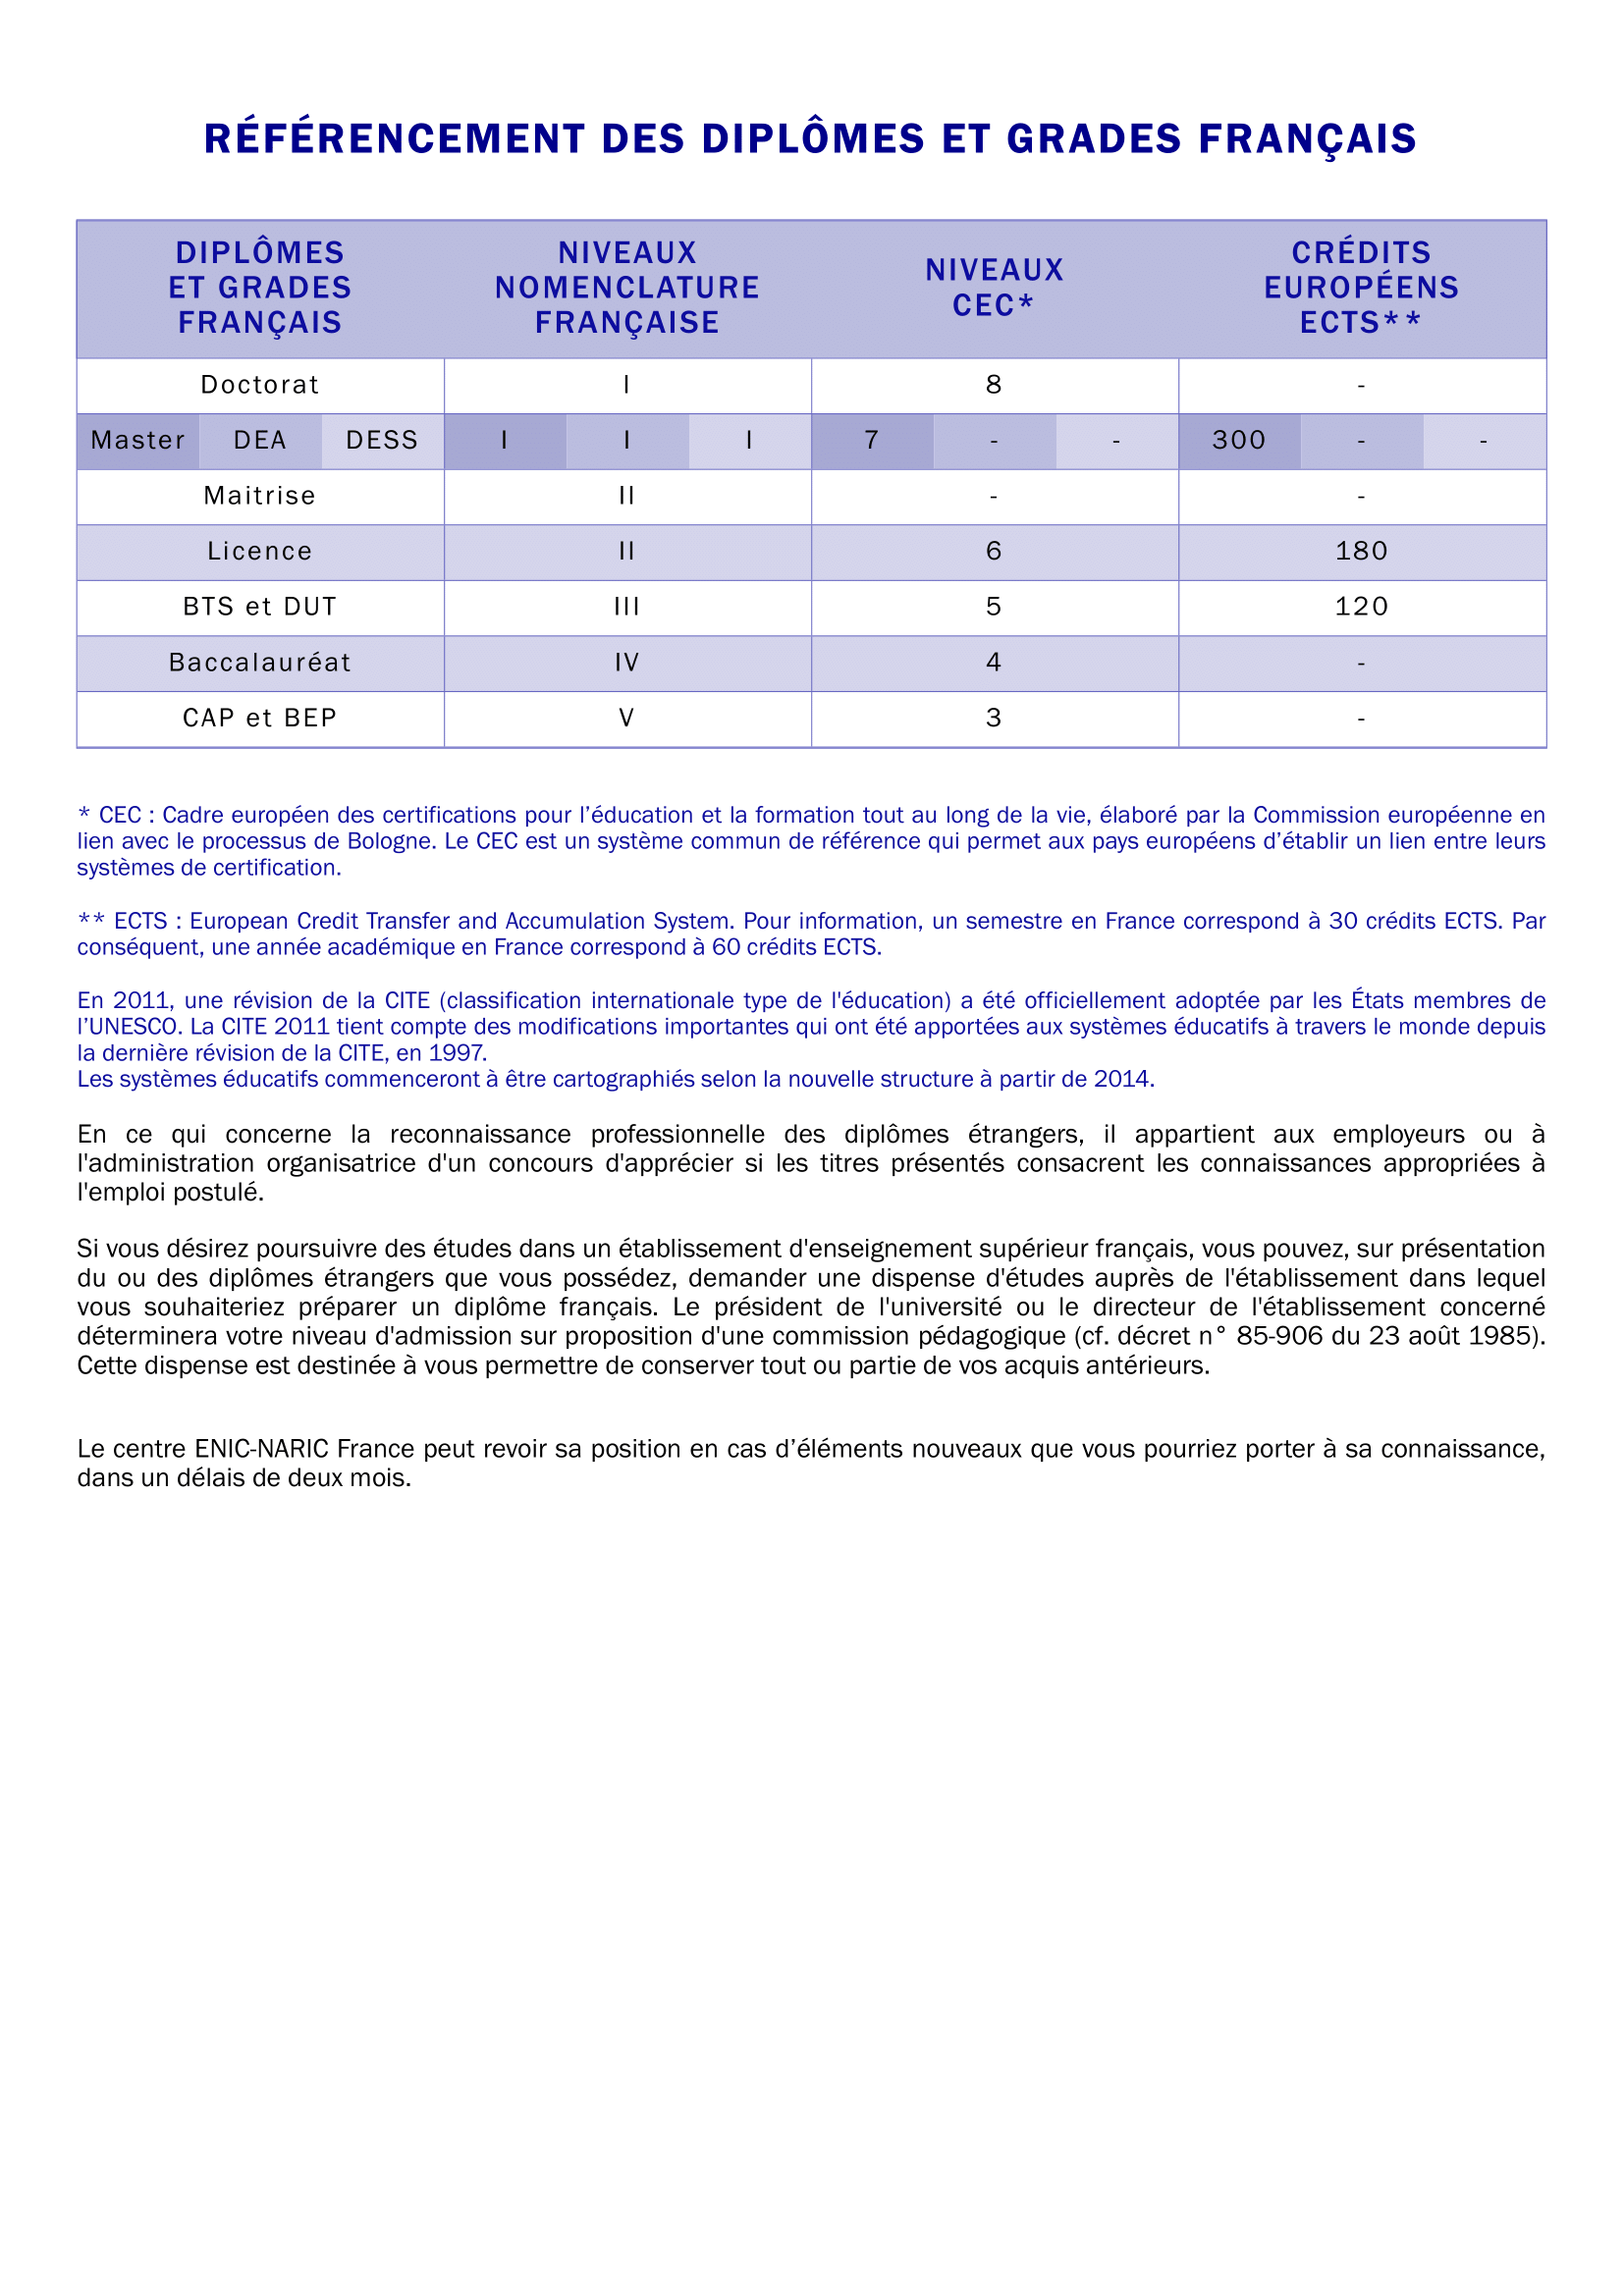 RÉFÉRENCEMENT DES DIPLÔMES ET GRADES FRANÇAIS
DIPLÔMES
ET GRADES
FRANÇAIS
NIVEAUX
NOMENCLATURE
FRANÇAISE
NIVEAUX
CEC*
CRÉDITS
EUROPÉENS
ECTS**
Doctorat I 8 -
Master DEA DESS I I I 7 - - 300 - -
Maitrise II - -
Licence II 6 180
BTS et DUT III 5 120
Baccalauréat IV 4 -
CAP et BEP V 3 -
* CEC : Cadre européen des certifications pour l’éducation et la formation tout au long de la vie, élaboré par la Commission européenne en
lien avec le processus de Bologne. Le CEC est un système commun de référence qui permet aux pays européens d’établir un lien entre leurs
systèmes de certification.
** ECTS : European Credit Transfer and Accumulation System. Pour information, un semestre en France correspond à 30 crédits ECTS. Par
conséquent, une année académique en France correspond à 60 crédits ECTS.
En 2011, une révision de la CITE (classification internationale type de l'éducation) a été officiellement adoptée par les États membres de
l’UNESCO. La CITE 2011 tient compte des modifications importantes qui ont été apportées aux systèmes éducatifs à travers le monde depuis
la dernière révision de la CITE, en 1997.
Les systèmes éducatifs commenceront à être cartographiés selon la nouvelle structure à partir de 2014.
En ce qui concerne la reconnaissance professionnelle des diplômes étrangers, il appartient aux employeurs ou à
l'administration organisatrice d'un concours d'apprécier si les titres présentés consacrent les connaissances appropriées à
l'emploi postulé.
Si vous désirez poursuivre des études dans un établissement d'enseignement supérieur français, vous pouvez, sur présentation
du ou des diplômes étrangers que vous possédez, demander une dispense d'études auprès de l'établissement dans lequel
vous souhaiteriez préparer un diplôme français. Le président de l'université ou le directeur de l'établissement concerné
déterminera votre niveau d'admission sur proposition d'une commission pédagogique (cf. décret n° 85-906 du 23 août 1985).
Cette dispense est destinée à vous permettre de conserver tout ou partie de vos acquis antérieurs.
Le centre ENIC-NARIC France peut revoir sa position en cas d’éléments nouveaux que vous pourriez porter à sa connaissance,
dans un délais de deux mois.